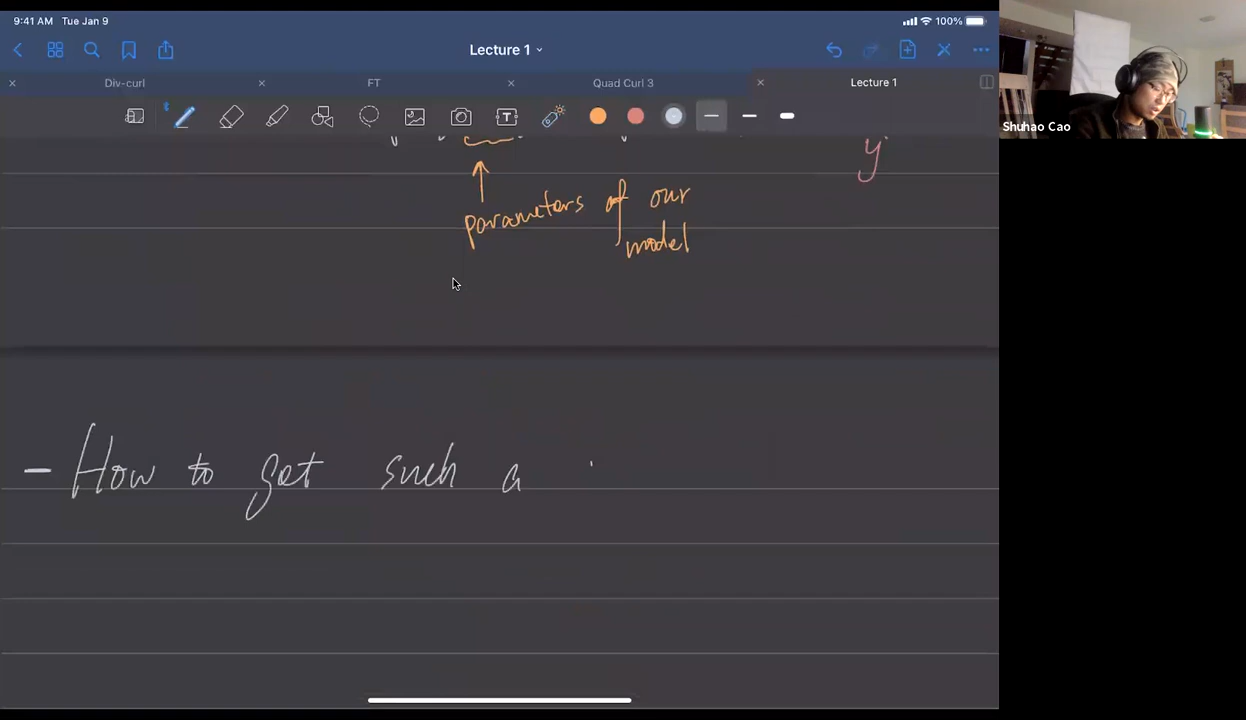 9:41 AM Tue Jan 9
100%
Lecture 1
Div-curl
FT
Quad Curl 3
Lecture 1
T
Shuhao Cao
y
parameters of our
model
- How to get such a